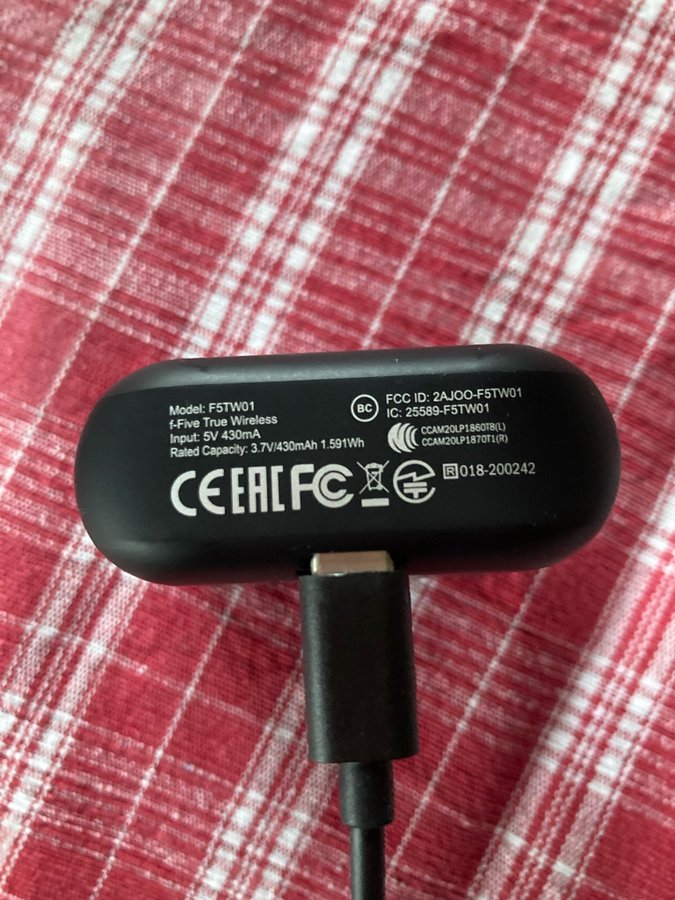 Model: F5TW01
f-Five True Wireless
Input: 5V 430mA
Rated Capacity: 3.7V/430mAh 1.591Wh
BC
FCC ID: 2AJOO-F5TW01
IC: 25589-F5TW01
CCAM20LP1860T8(L)
CCAM20LP1870T1(R)
CE EAC FC
R 018-200242